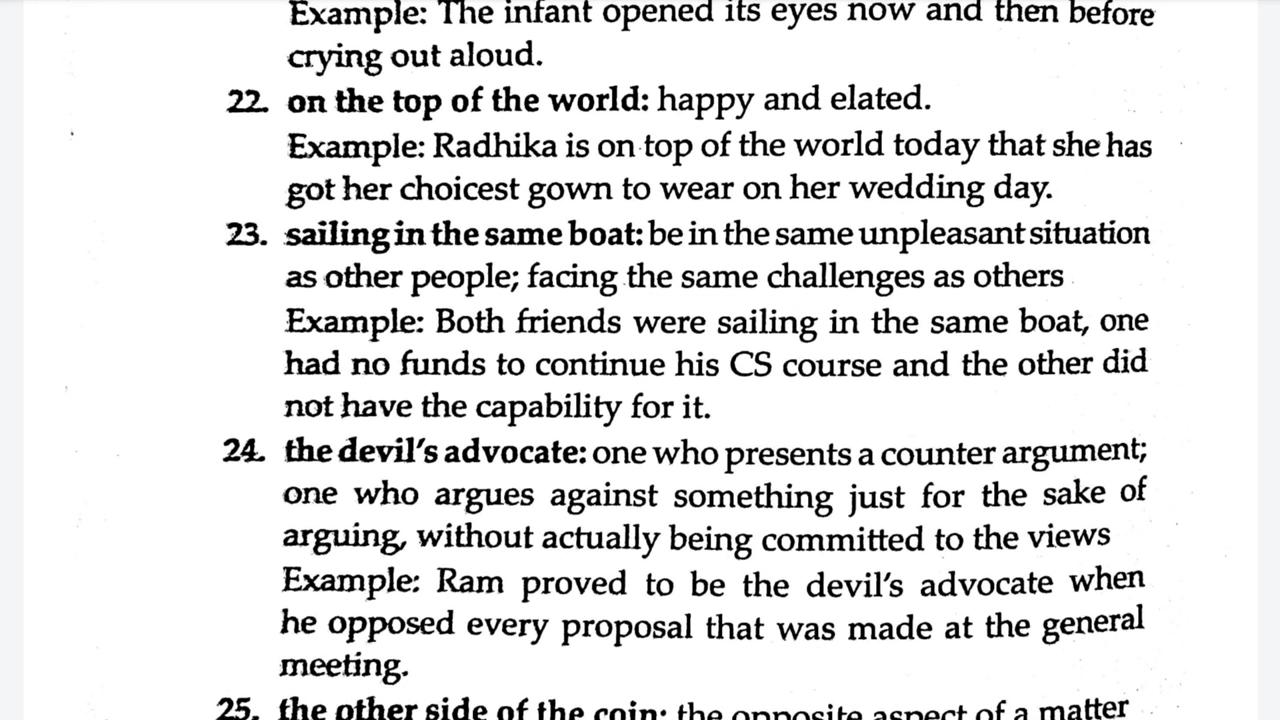 Example: The infant opened its eyes now and then before
crying out aloud.
22. on the top of the world: happy and elated.
Example: Radhika is on top of the world today that she has
got her choicest gown to wear on her wedding day.
23. sailing in the same boat: be in the same unpleasant situation
as other people; facing the same challenges as others
Example: Both friends were sailing in the same boat, one
had no funds to continue his CS course and the other did
not have the capability for it.
24. the devil's advocate: one who presents a counter argument;
one who argues against something just for the sake of
arguing, without actually being committed to the views
Example: Ram proved to be the devil's advocate when
he opposed every proposal that was made at the general
meeting.
25. the other side of the coin: the opposite aspect of a matter